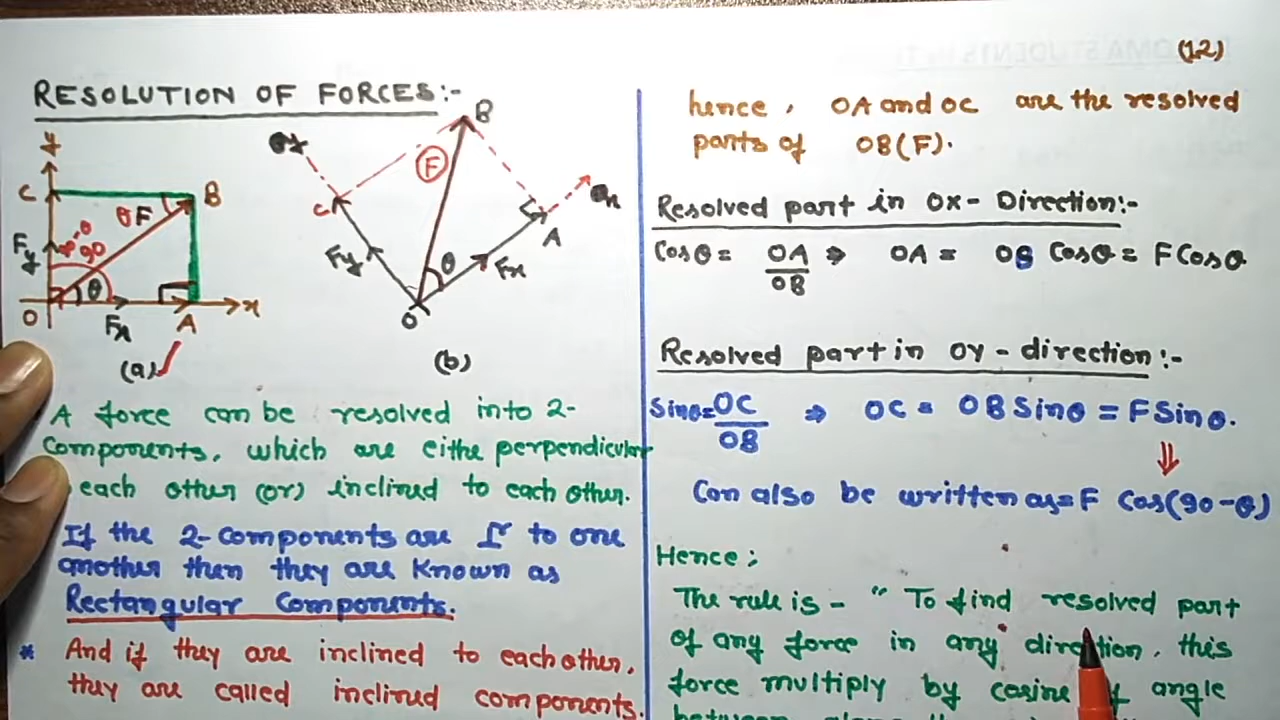 (12)
RESOLUTION OF FORCES:-
y
C
B
θ
F
90-θ
90
Fy
θ
O
Fx
A
x
(a)
B
F
C
A
Fy
θ
Fx
O
(b)
A force can be resolved into 2-
Components, which are eithe perpendicular
each other (or) inclined to each other.
If the 2-components are ⊥r to one
another then they are known as
Rectangular Components.
* And if they are inclined to each other,
they are called inclined components.
hence, OA and OC are the resolved
parts of OB(F).
Resolved part in Ox- Direction:-
Cosθ = OA/OB ⇒ OA = OB Cosθ = F Cosθ
Resolved part in OY-direction:-
Sinθ = OC/OB ⇒ OC = OB Sinθ = F Sinθ.
⇓
Can also be written as = F Cos(90-θ)
Hence;
The rule is - " To find resolved part
of any force in any direction, this
force multiply by cosine angle
between along the